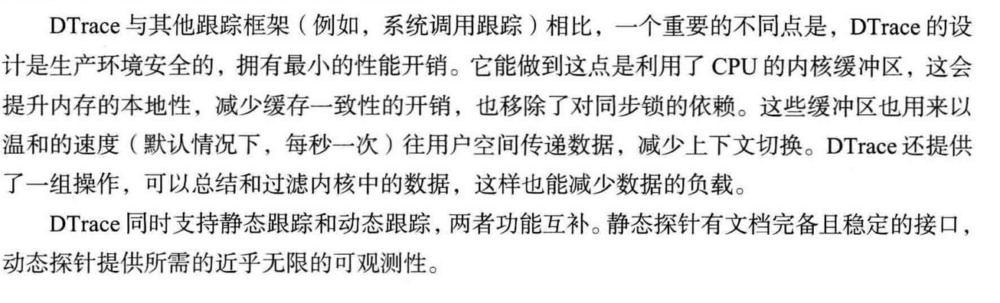 DTrace 与其他跟踪框架（例如，系统调用跟踪）相比，一个重要的不同点是，DTrace 的设
计是生产环境安全的，拥有最小的性能开销。它能做到这点是利用了 CPU 的内核缓冲区，这会
提升内存的本地性，减少缓存一致性的开销，也移除了对同步锁的依赖。这些缓冲区也用来以
温和的速度（默认情况下，每秒一次）往用户空间传递数据，减少上下文切换。DTrace 还提供
了一组操作，可以总结和过滤内核中的数据，这样也能减少数据的负载。
DTrace 同时支持静态跟踪和动态跟踪，两者功能互补。静态探针有文档完备且稳定的接口，
动态探针提供所需的近乎无限的可观测性。